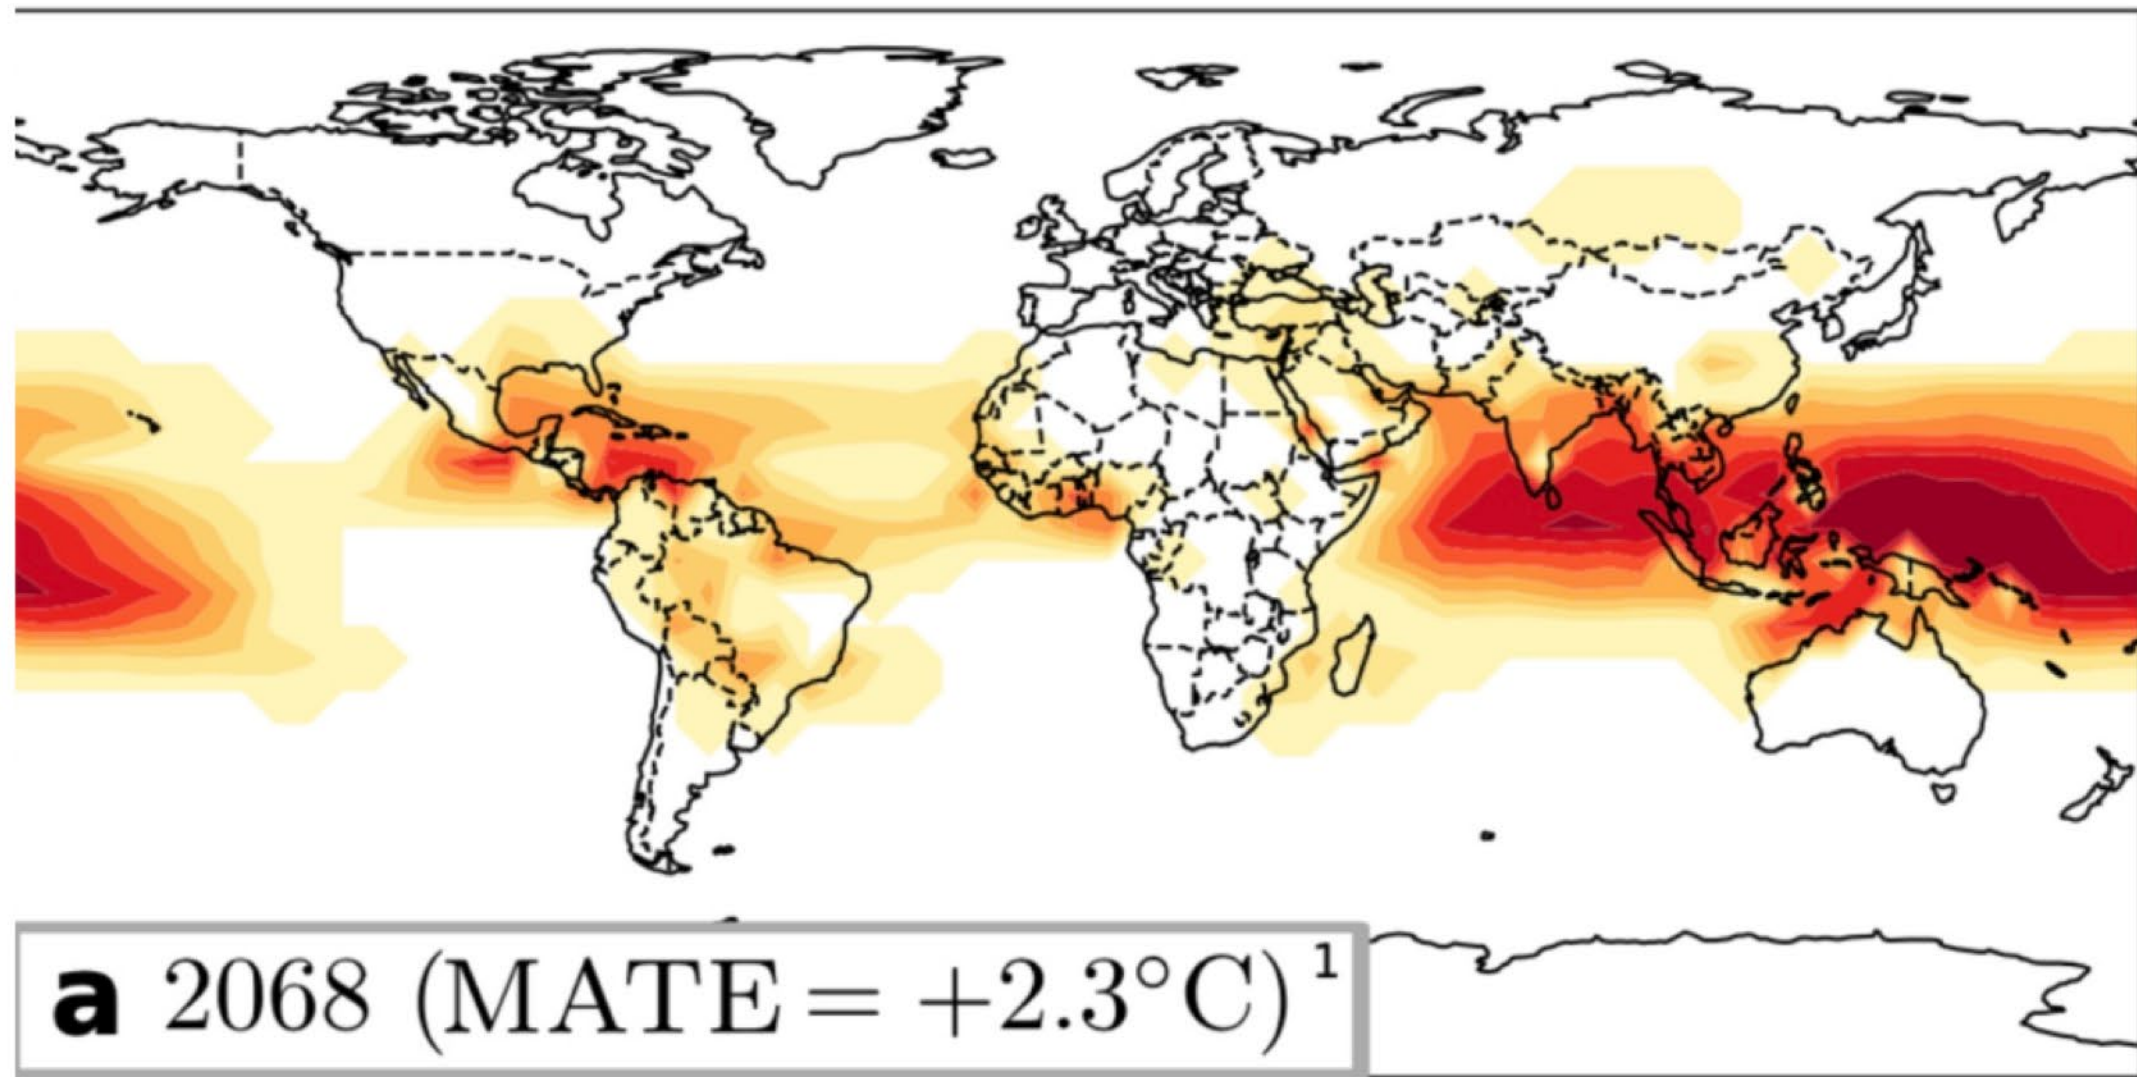 a 2068 (MATE = +2.3°C)¹